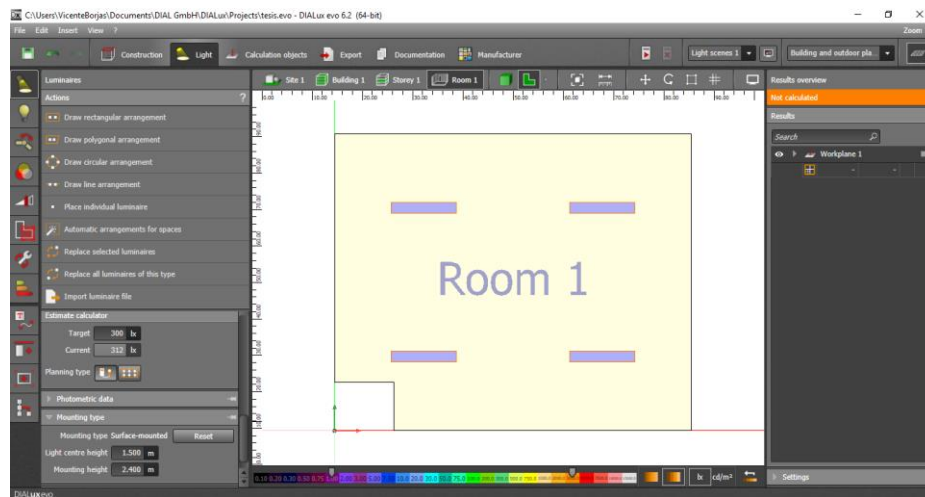 C:\Users\VicenteBorjas\Documents\DIAL GmbH\DIALux\Projects\tesis.evo - DIALux evo 6.2 (64-bit)
File Edit Insert View ? Zoom
Construction Light Calculation objects Export Documentation Manufacturer Light scenes 1 Building and outdoor pla...
Luminaires Site 1 Building 1 Storey 1 Room 1 Results overview
Actions ? Not calculated
Draw rectangular arrangement Results
Draw polygonal arrangement Search
Draw circular arrangement Workplane 1
Draw line arrangement
Place individual luminaire
Automatic arrangements for spaces
Replace selected luminaires
Replace all luminaires of this type
Import luminaire file
Room 1
Estimate calculator
Target 300 lx
Current 312 lx
Planning type
Photometric data
Mounting type
Mounting type Surface-mounted Reset
Light centre height 1.500 m
Mounting height 2.400 m
lx cd/m² Settings
DIALux evo